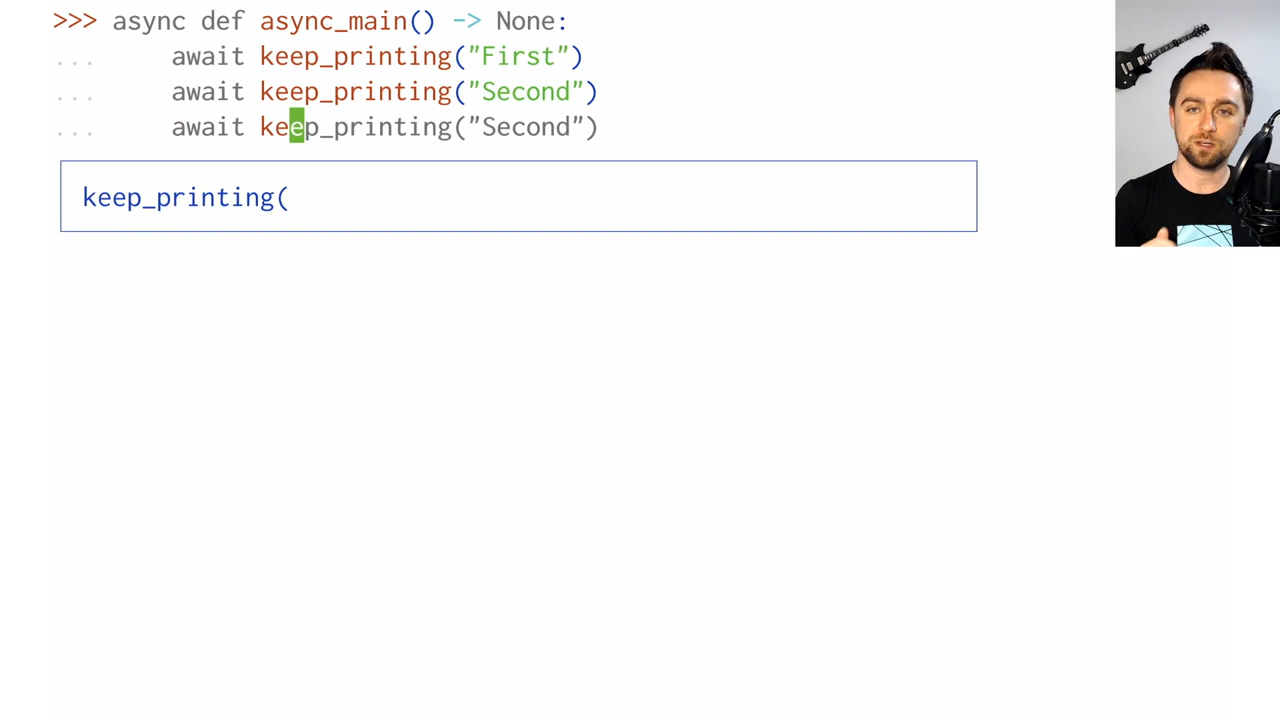 >>> async def async_main() -> None:
...     await keep_printing("First")
...     await keep_printing("Second")
...     await keep_printing("Second")
keep_printing(